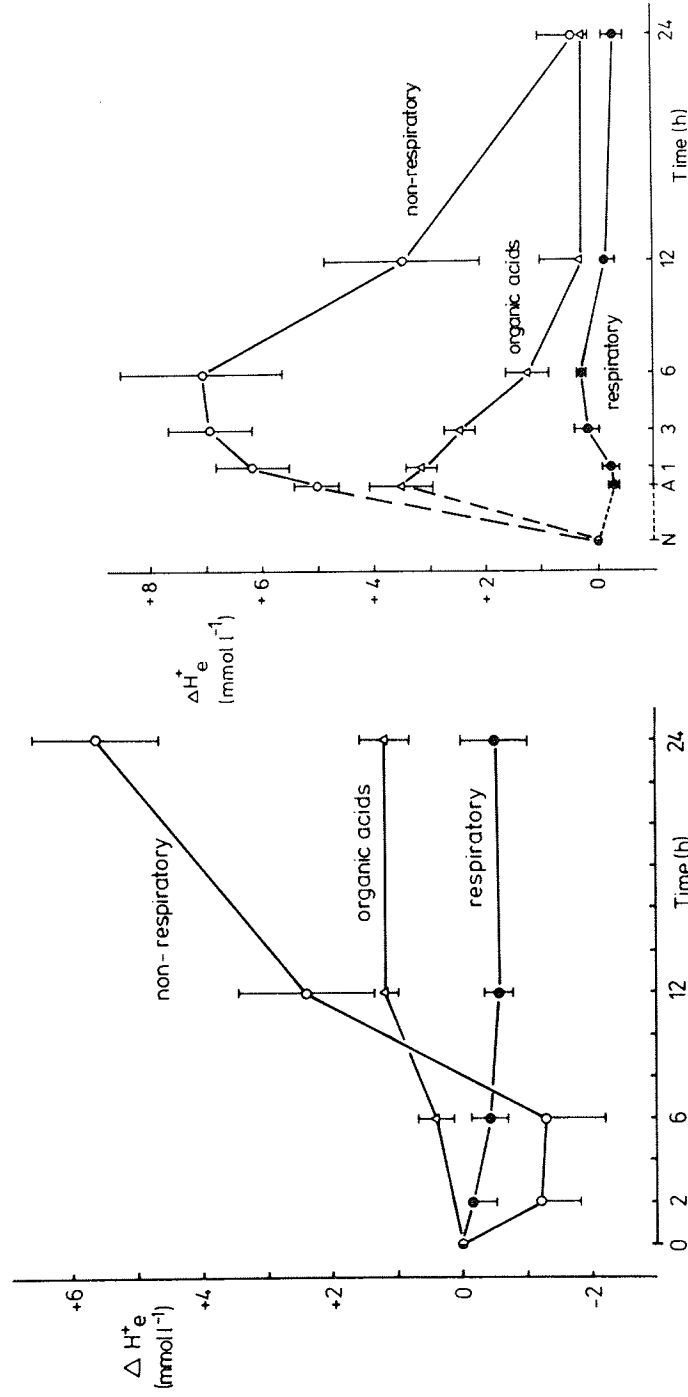 Δ H⁺e
(mmol l⁻¹)
+6
+4
+2
0
-2
non-respiratory
organic acids
respiratory
0 2 6 12 24
Time (h)
ΔH⁺e
(mmol l⁻¹)
+8
+6
+4
+2
0
non-respiratory
organic acids
respiratory
N A 1 3 6 12 24
Time (h)